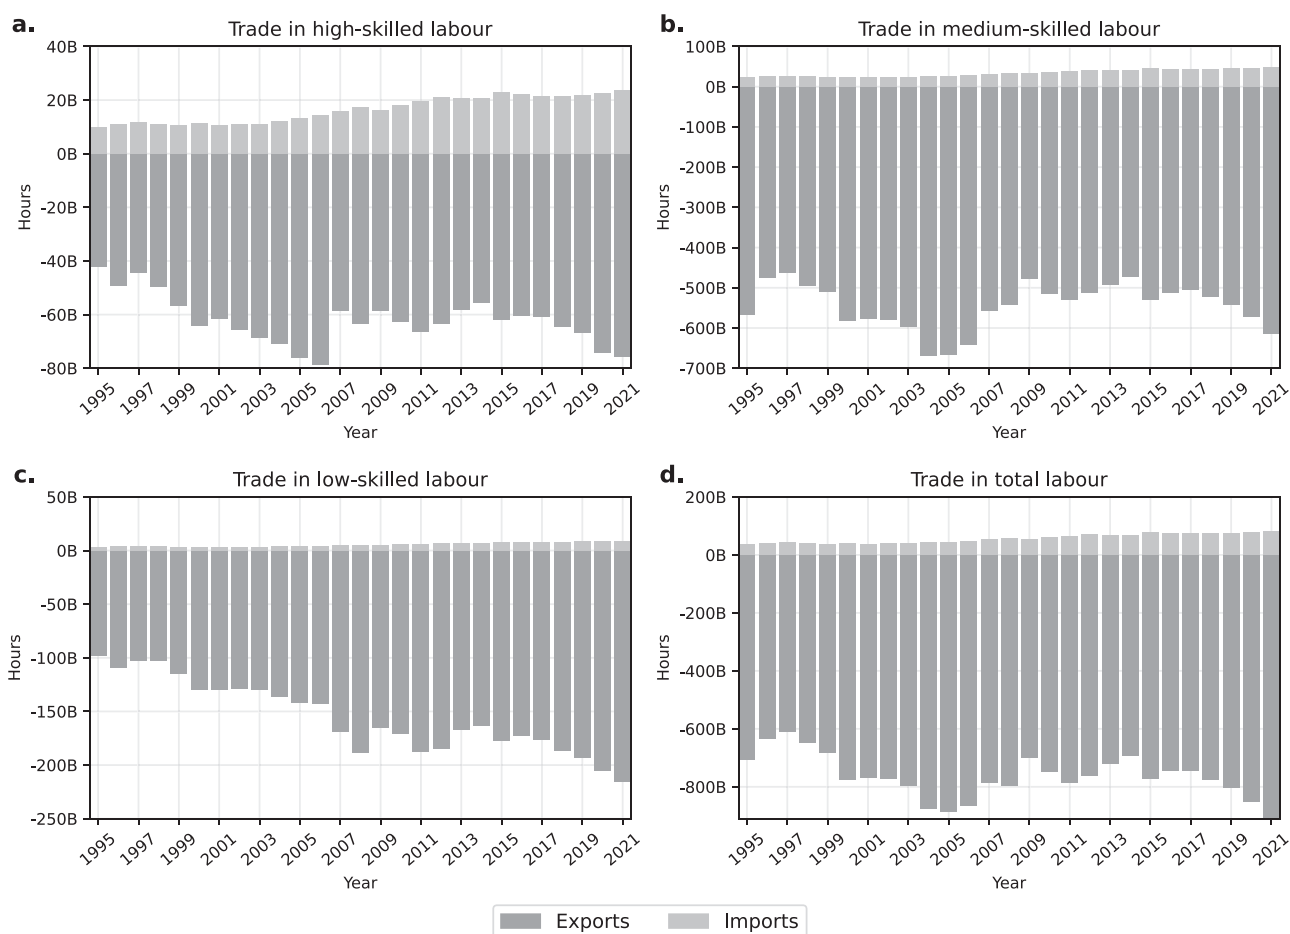 a.
Trade in high-skilled labour
40B
20B
0B
-20B
-40B
-60B
-80B
Hours
1995 1997 1999 2001 2003 2005 2007 2009 2011 2013 2015 2017 2019 2021
Year
b.
Trade in medium-skilled labour
100B
0B
-100B
-200B
-300B
-400B
-500B
-600B
-700B
Hours
1995 1997 1999 2001 2003 2005 2007 2009 2011 2013 2015 2017 2019 2021
Year
c.
Trade in low-skilled labour
50B
0B
-50B
-100B
-150B
-200B
-250B
Hours
1995 1997 1999 2001 2003 2005 2007 2009 2011 2013 2015 2017 2019 2021
Year
d.
Trade in total labour
200B
0B
-200B
-400B
-600B
-800B
Hours
1995 1997 1999 2001 2003 2005 2007 2009 2011 2013 2015 2017 2019 2021
Year
Exports Imports